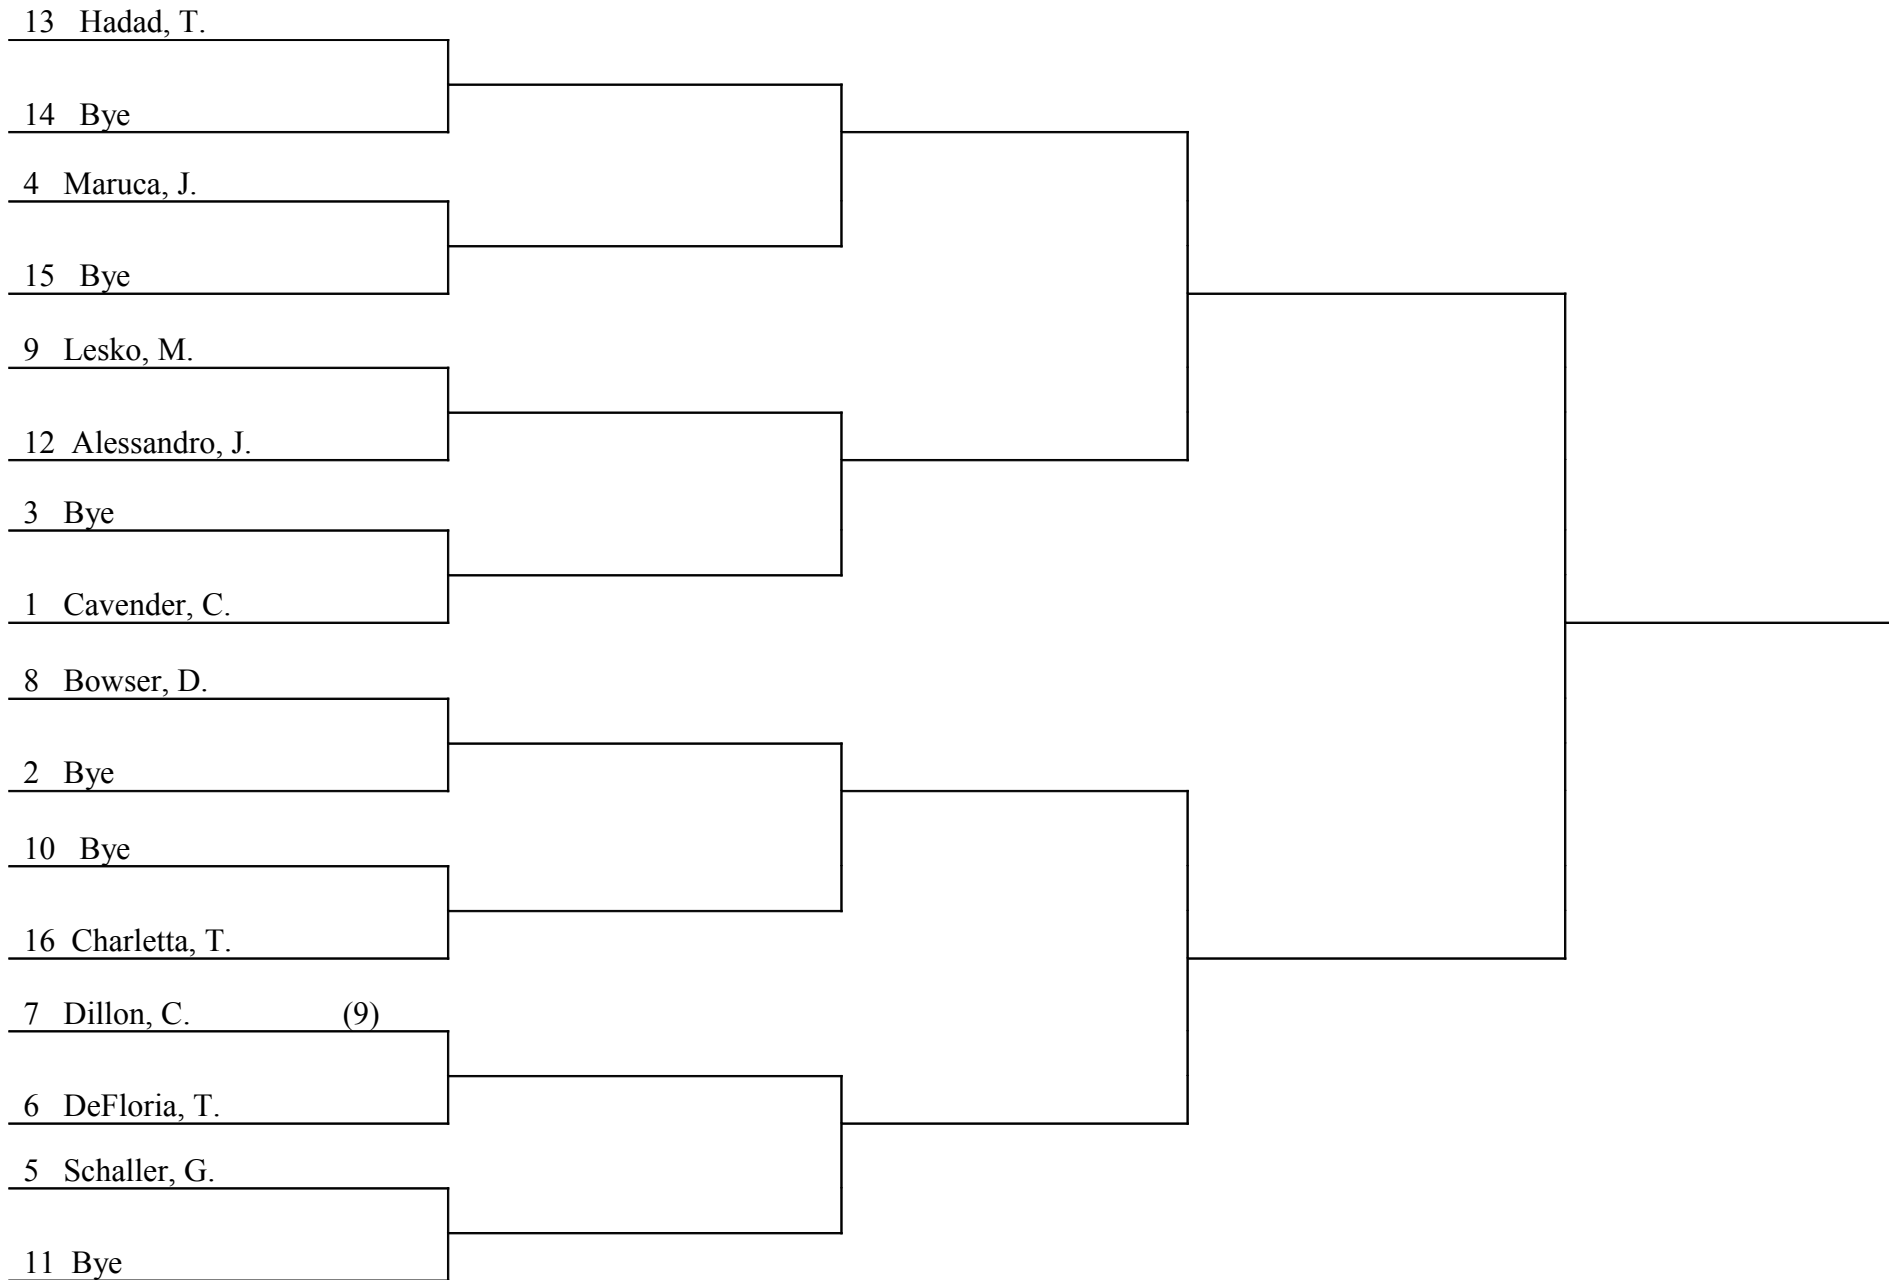 13 Hadad, T.
14 Bye
4 Maruca, J.
15 Bye
9 Lesko, M.
12 Alessandro, J.
3 Bye
1 Cavender, C.
8 Bowser, D.
2 Bye
10 Bye
16 Charletta, T.
7 Dillon, C. (9)
6 DeFloria, T.
5 Schaller, G.
11 Bye